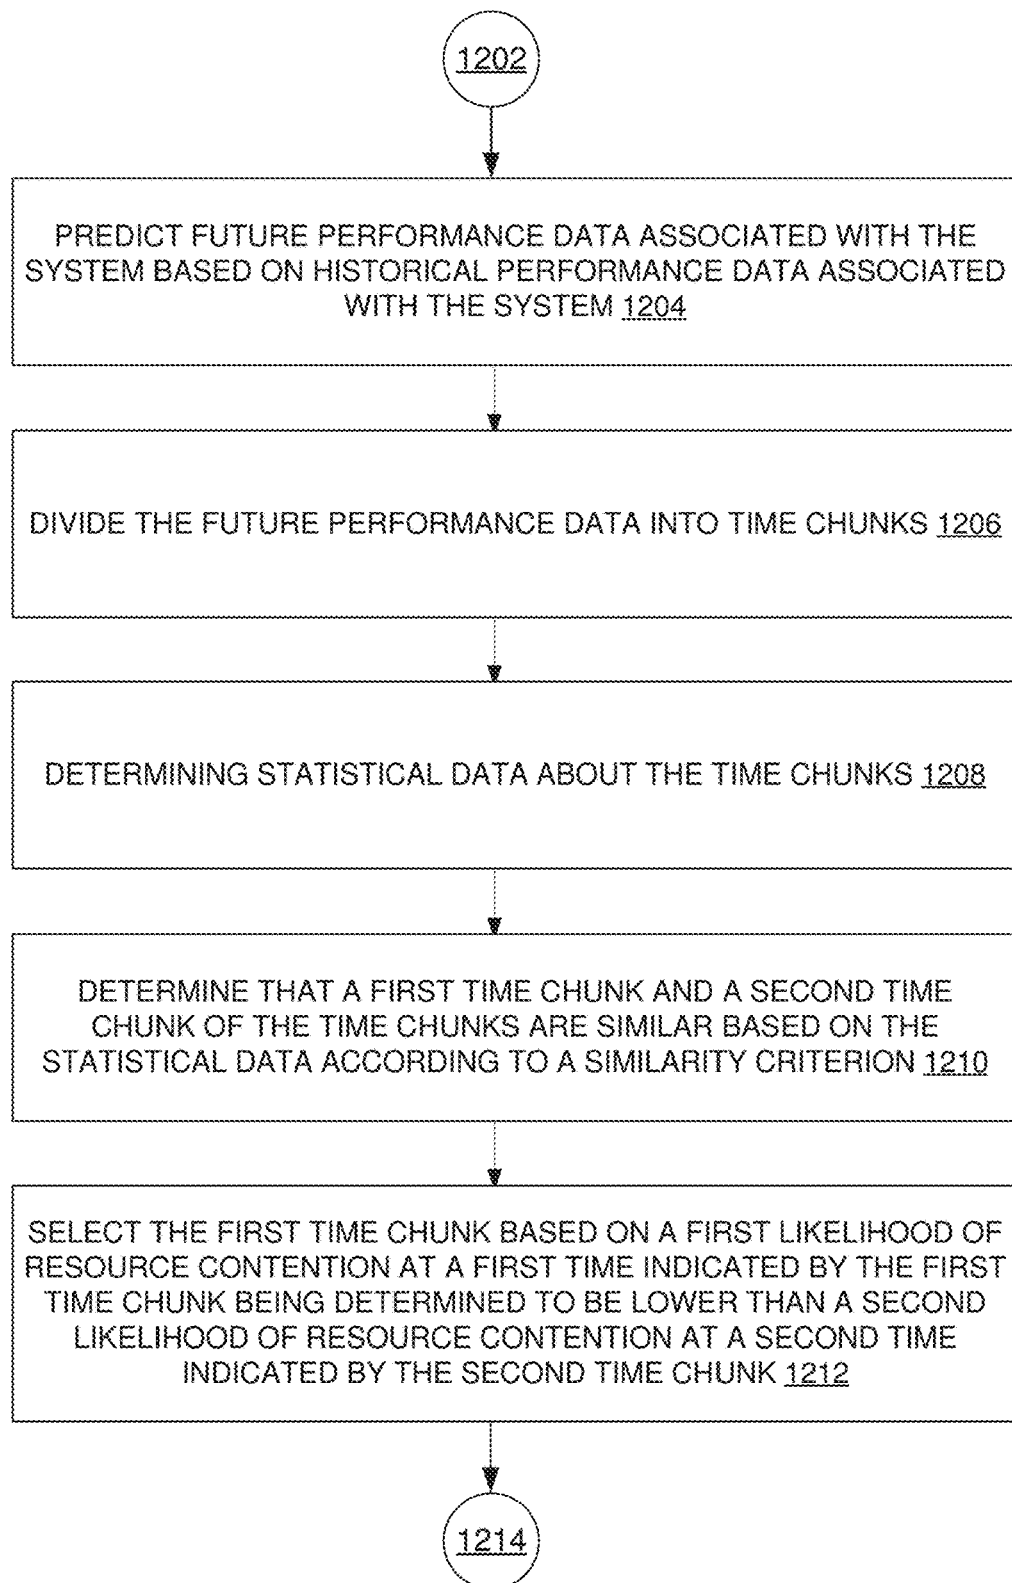 1202
PREDICT FUTURE PERFORMANCE DATA ASSOCIATED WITH THE
SYSTEM BASED ON HISTORICAL PERFORMANCE DATA ASSOCIATED
WITH THE SYSTEM 1204
DIVIDE THE FUTURE PERFORMANCE DATA INTO TIME CHUNKS 1206
DETERMINING STATISTICAL DATA ABOUT THE TIME CHUNKS 1208
DETERMINE THAT A FIRST TIME CHUNK AND A SECOND TIME
CHUNK OF THE TIME CHUNKS ARE SIMILAR BASED ON THE
STATISTICAL DATA ACCORDING TO A SIMILARITY CRITERION 1210
SELECT THE FIRST TIME CHUNK BASED ON A FIRST LIKELIHOOD OF
RESOURCE CONTENTION AT A FIRST TIME INDICATED BY THE FIRST
TIME CHUNK BEING DETERMINED TO BE LOWER THAN A SECOND
LIKELIHOOD OF RESOURCE CONTENTION AT A SECOND TIME
INDICATED BY THE SECOND TIME CHUNK 1212
1214